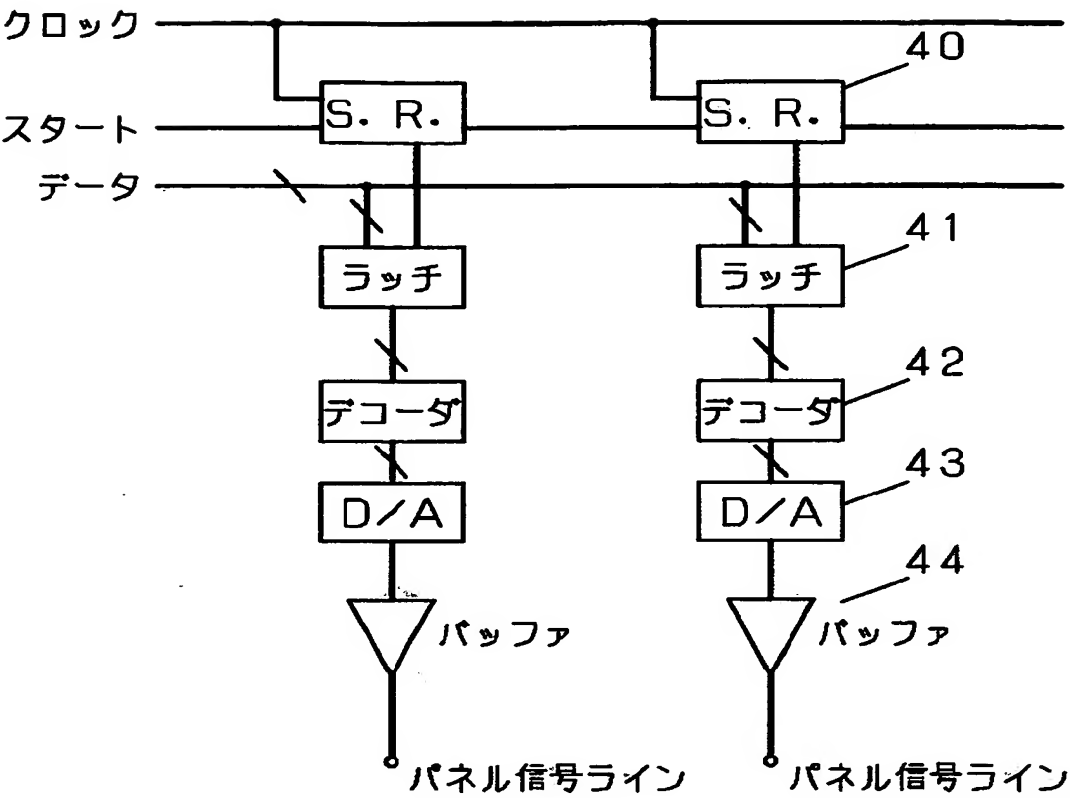 クロック
40
S. R.
S. R.
スタート
データ
41
ラッチ
ラッチ
42
デコーダ
デコーダ
43
D/A
D/A
44
バッファ
バッファ
パネル信号ライン
パネル信号ライン